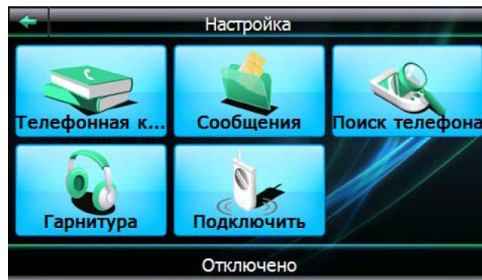 Настройка
Телефонная к...
Сообщения
Поиск телефона
Гарнитура
Подключить
Отключено